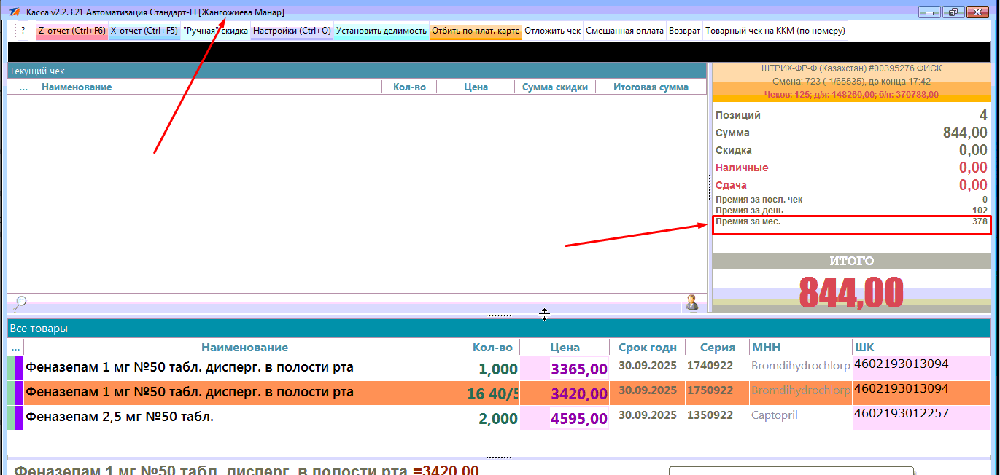 Касса v2.2.3.21 Автоматизация Стандарт-Н [Жангожиева Манар]
? Z-отчет (Ctrl+F6) X-отчет (Ctrl+F5) "Ручная" скидка Настройки (Ctrl+O) Установить делимость Отбить по плат. карте Отложить чек Смешанная оплата Возврат Товарный чек на ККМ (по номеру)
Текущий чек
... Наименование Кол-во Цена Сумма скидки Итоговая сумма
ШТРИХ-ФР-Ф (Казахстан) #00395276 ФИСК
Смена: 723 (-1/65535), до конца 17:42
Чеков: 125; д/я: 148260,00; б/н: 370788,00
Позиций 4
Сумма 844,00
Скидка 0,00
Наличные 0,00
Сдача 0,00
Премия за посл. чек 0
Премия за день 102
Премия за мес. 378
ИТОГО
844,00
Все товары
... Наименование Кол-во Цена Срок годн Серия МНН ШК
Феназепам 1 мг №50 табл. дисперг. в полости рта 1,000 3365,00 30.09.2025 1740922 Bromdihydrochlorp 4602193013094
Феназепам 1 мг №50 табл. дисперг. в полости рта 16 40/5 3420,00 30.09.2025 1750922 Bromdihydrochlorp 4602193013094
Феназепам 2,5 мг №50 табл. 2,000 4595,00 30.09.2025 1350922 Captopril 4602193012257
Феназепам 1 мг №50 табл. дисперг. в полости рта =3420,00